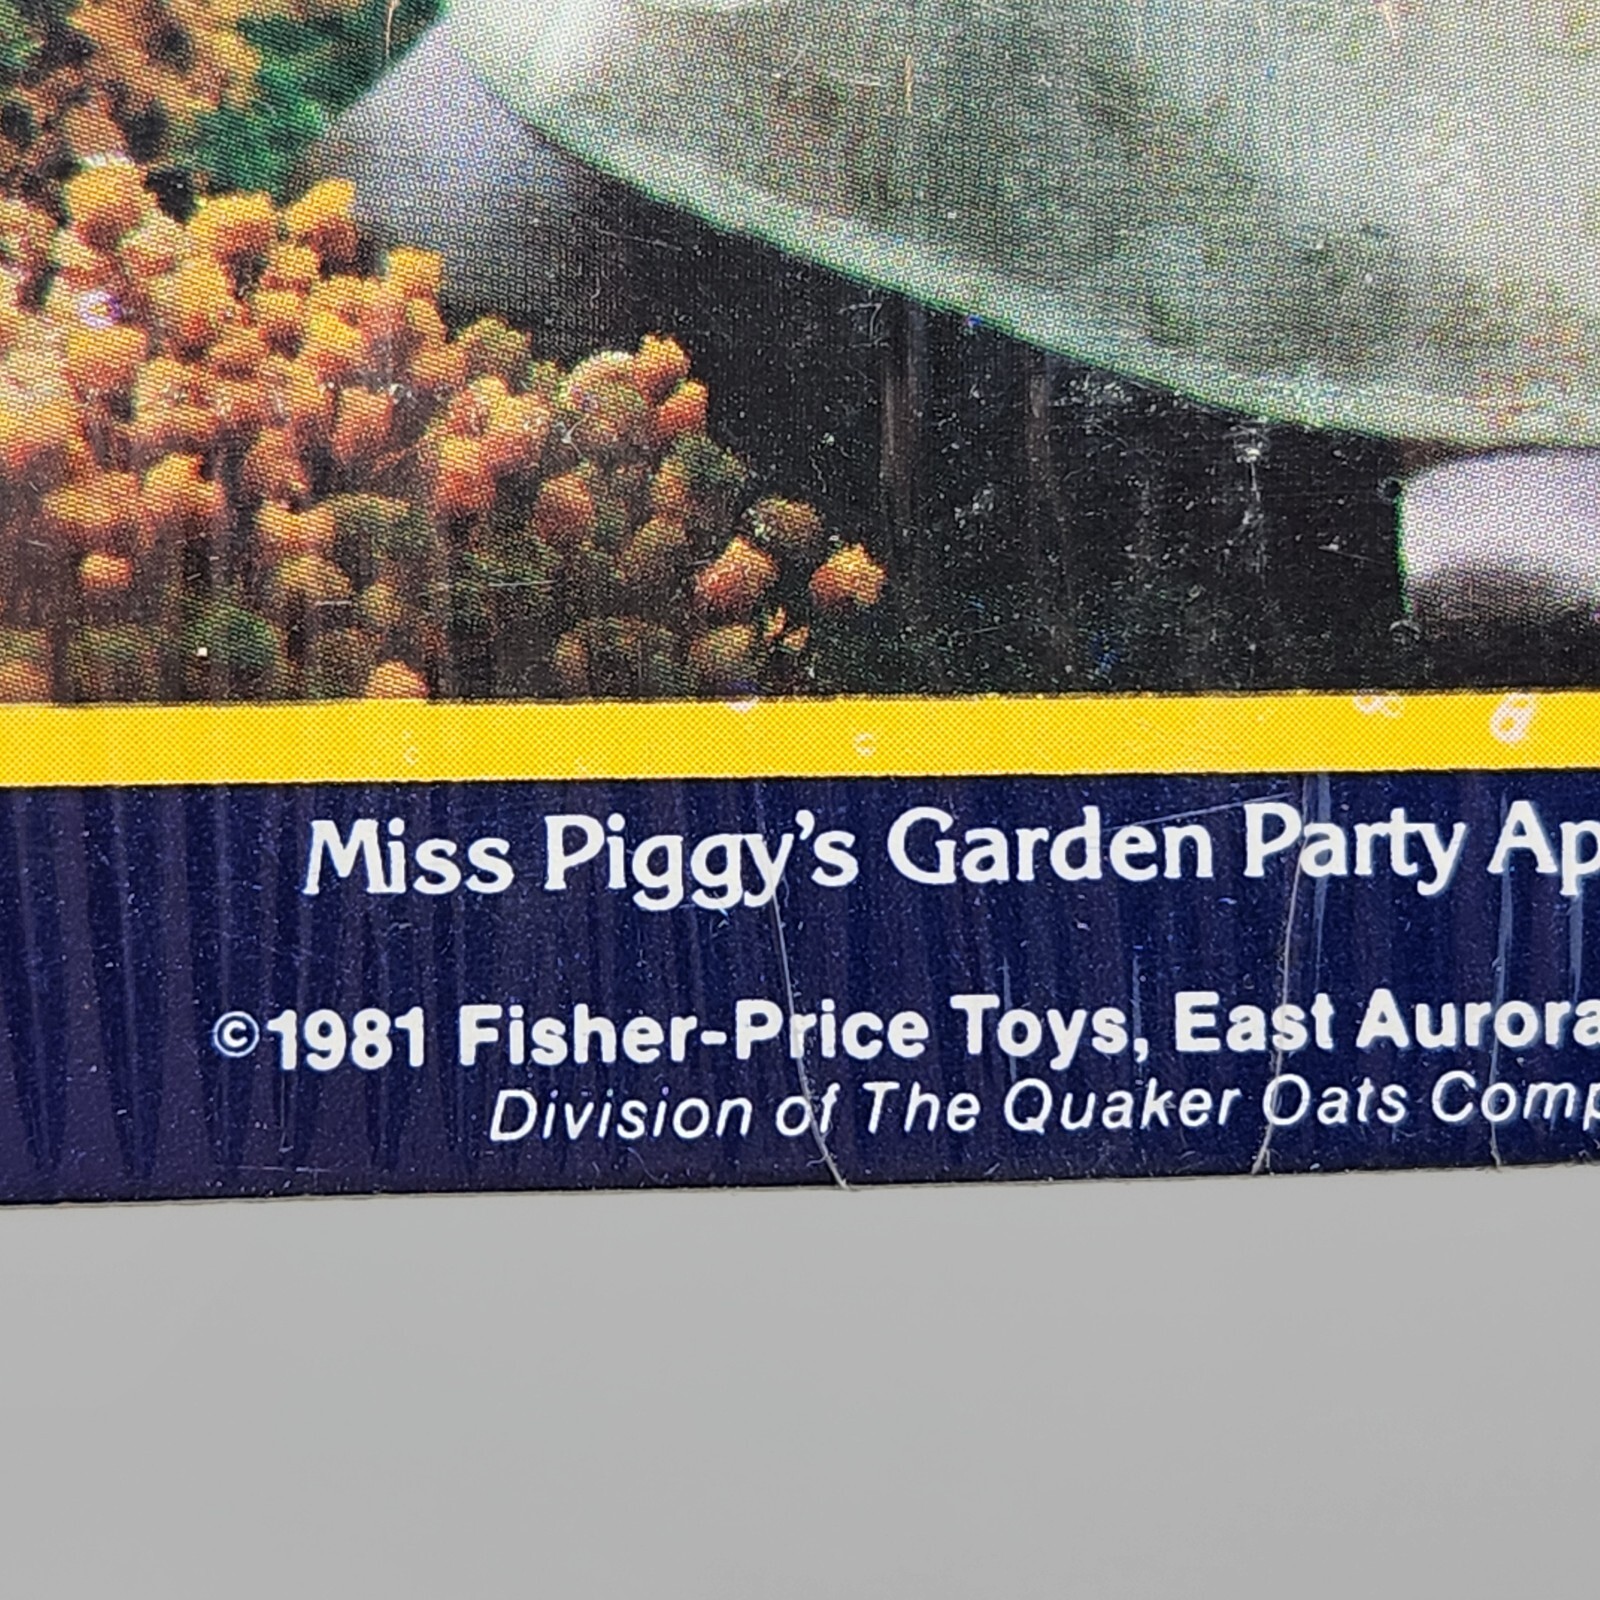 Miss Piggy's Garden Party Ap
©1981 Fisher-Price Toys, East Aurora
Division of The Quaker Oats Comp